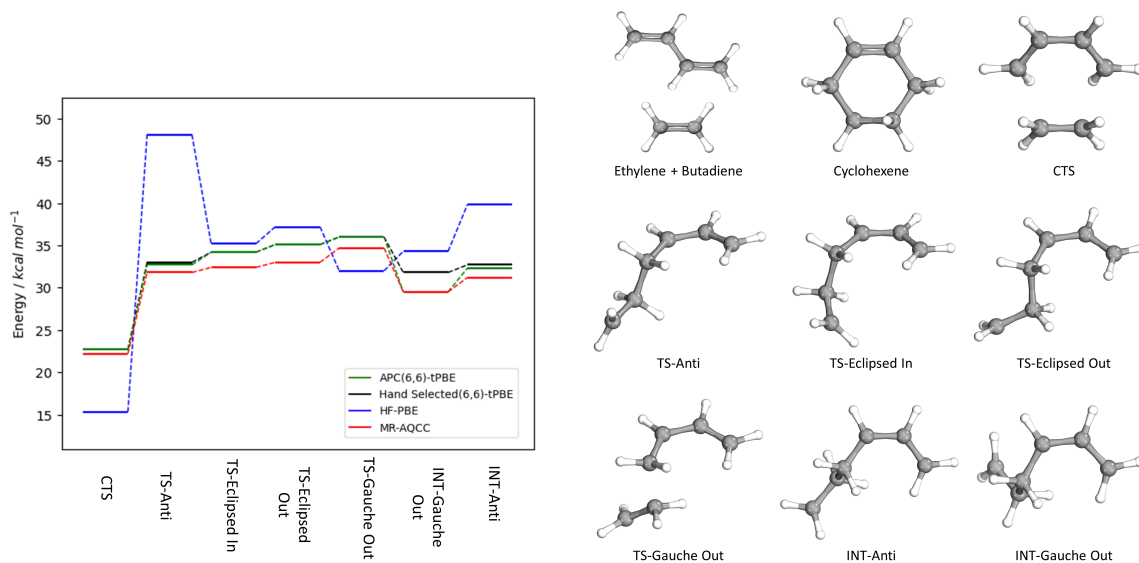 Energy / kcal mol⁻¹
50
45
40
35
30
25
20
15
APC(6,6)-tPBE
Hand Selected(6,6)-tPBE
HF-PBE
MR-AQCC
CTS
TS-Anti
TS-Eclipsed In
TS-Eclipsed
Out
TS-Gauche Out
INT-Gauche
Out
INT-Anti
Ethylene + Butadiene
Cyclohexene
CTS
TS-Anti
TS-Eclipsed In
TS-Eclipsed Out
TS-Gauche Out
INT-Anti
INT-Gauche Out